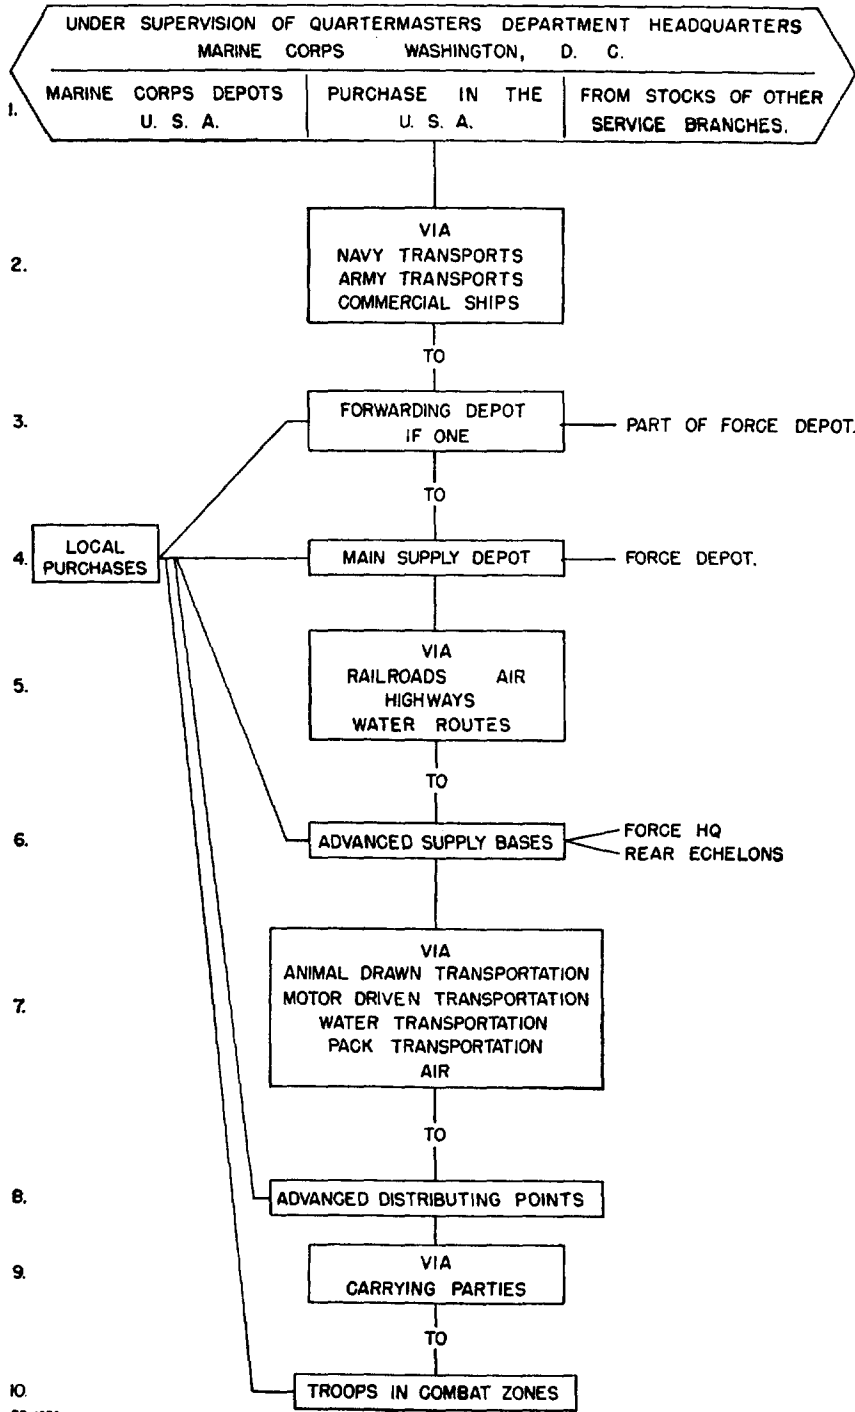 UNDER SUPERVISION OF QUARTERMASTERS DEPARTMENT HEADQUARTERS
MARINE CORPS WASHINGTON, D. C.
1.
MARINE CORPS DEPOTS
U. S. A.
PURCHASE IN THE
U. S. A.
FROM STOCKS OF OTHER
SERVICE BRANCHES.
2.
VIA
NAVY TRANSPORTS
ARMY TRANSPORTS
COMMERCIAL SHIPS
TO
3.
FORWARDING DEPOT
IF ONE
PART OF FORCE DEPOT.
TO
4.
LOCAL
PURCHASES
MAIN SUPPLY DEPOT
FORCE DEPOT.
5.
VIA
RAILROADS AIR
HIGHWAYS
WATER ROUTES
TO
6.
ADVANCED SUPPLY BASES
FORCE HQ
REAR ECHELONS
7.
VIA
ANIMAL DRAWN TRANSPORTATION
MOTOR DRIVEN TRANSPORTATION
WATER TRANSPORTATION
PACK TRANSPORTATION
AIR
TO
8.
ADVANCED DISTRIBUTING POINTS
9.
VIA
CARRYING PARTIES
TO
10.
TROOPS IN COMBAT ZONES